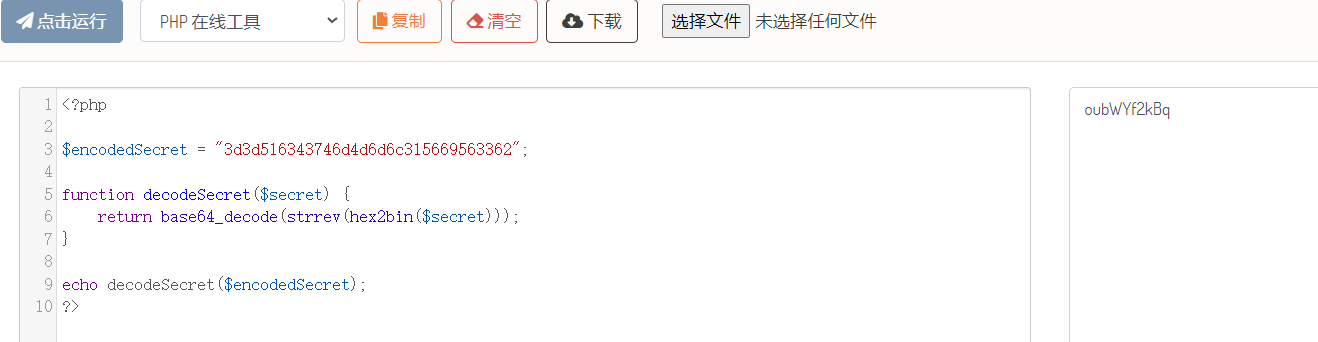 点击运行 PHP 在线工具 复制 清空 下载 选择文件 未选择任何文件
1 <?php
2
3 $encodedSecret = "3d3d516343746d4d6d6c315669563362";
4
5 function decodeSecret($secret) {
6 return base64_decode(strrev(hex2bin($secret)));
7 }
8
9 echo decodeSecret($encodedSecret);
10 ?>
oubWYf2kBq